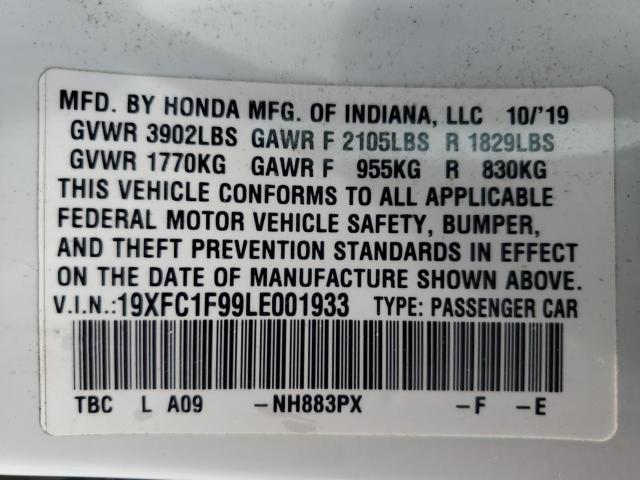 MFD. BY HONDA MFG. OF INDIANA, LLC 10/'19
GVWR 3902LBS GAWR F 2105LBS R 1829LBS
GVWR 1770KG GAWR F 955KG R 830KG
THIS VEHICLE CONFORMS TO ALL APPLICABLE
FEDERAL MOTOR VEHICLE SAFETY, BUMPER,
AND THEFT PREVENTION STANDARDS IN EFFECT
ON THE DATE OF MANUFACTURE SHOWN ABOVE.
V.I.N.:19XFC1F99LE001933 TYPE: PASSENGER CAR
TBC L A09 -NH883PX -F -E